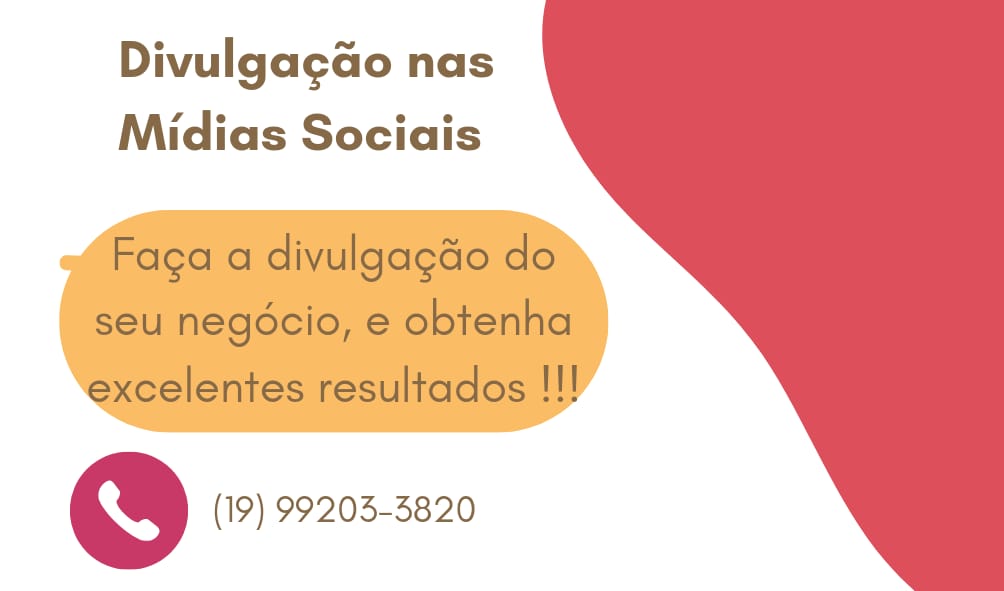 Divulgação nas
Mídias Sociais
Faça a divulgação do
seu negócio, e obtenha
excelentes resultados !!!
(19) 99203-3820